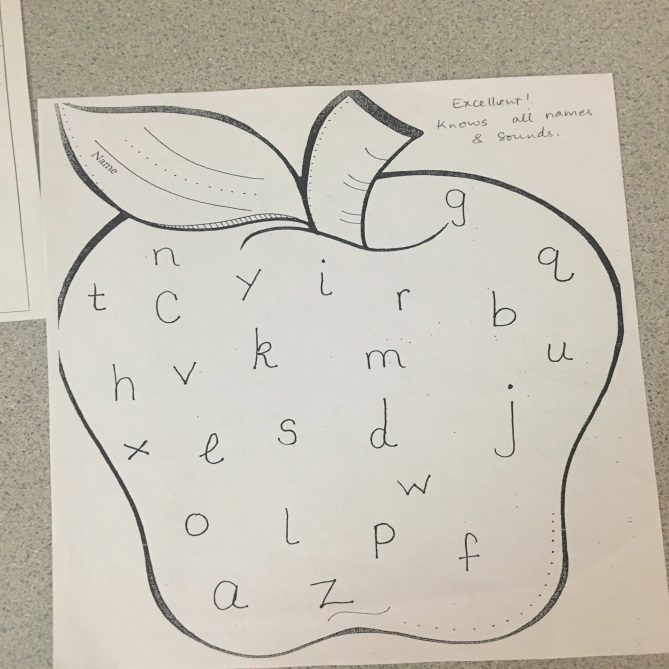 Excellent!
Knows all names
& Sounds.
Name
g
n y i q
t c r b
k m u
h v
x e s d j
w
o l p f
a z